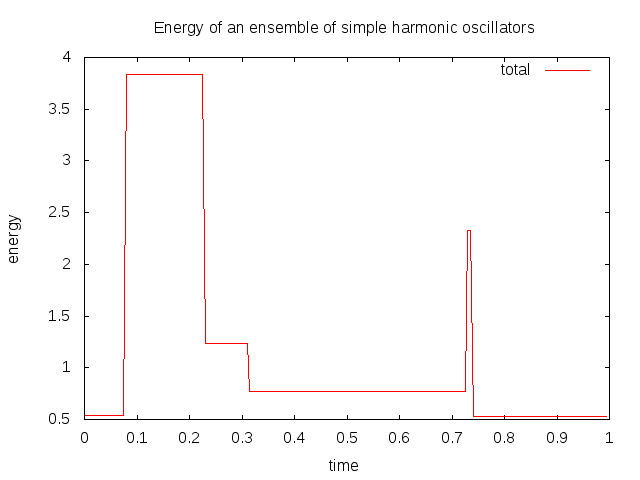 Energy of an ensemble of simple harmonic oscillators
total
4
3.5
3
2.5
2
1.5
1
0.5
energy
0 0.1 0.2 0.3 0.4 0.5 0.6 0.7 0.8 0.9 1
time